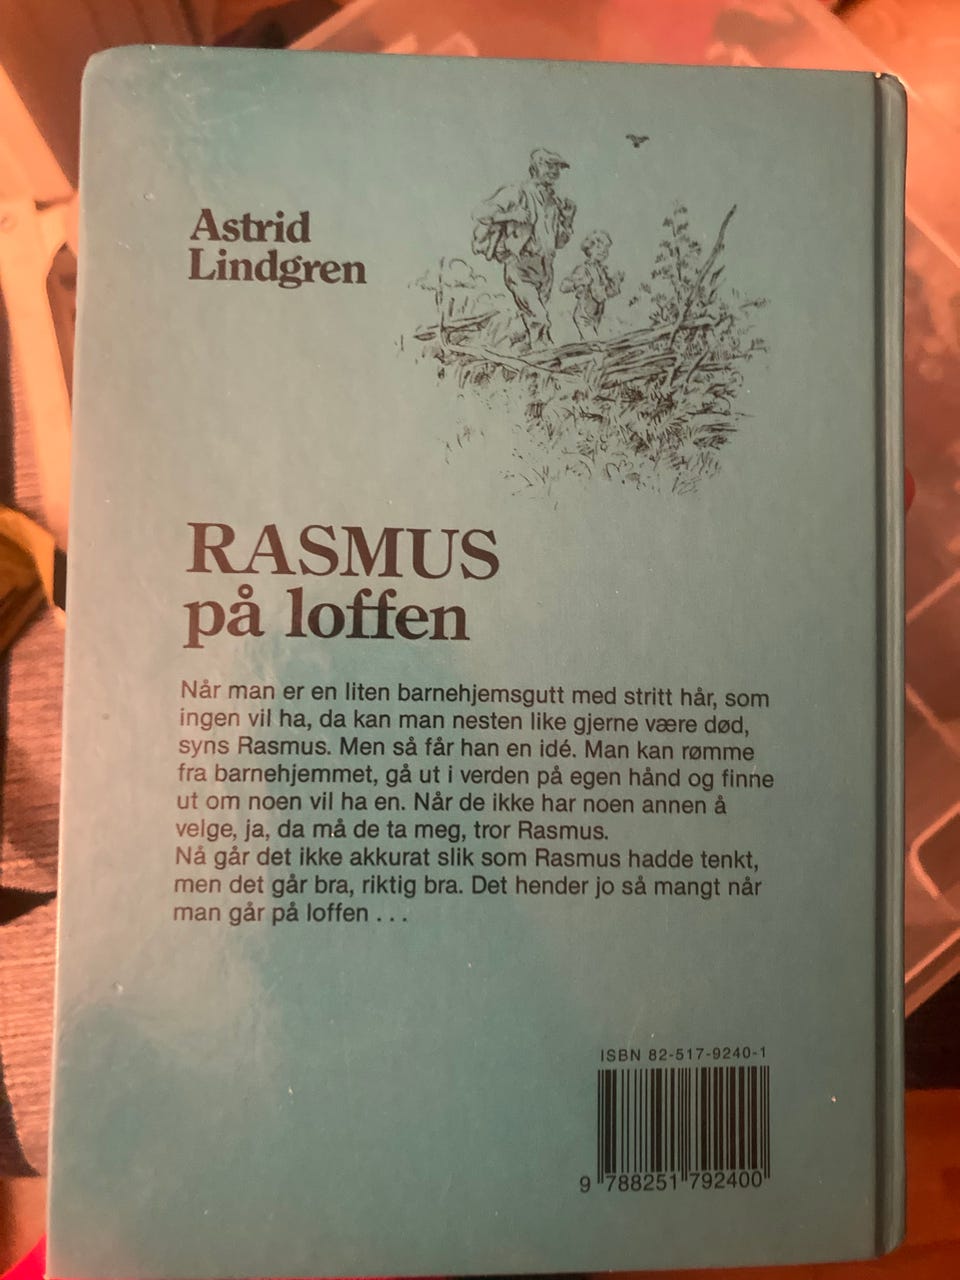 Astrid
Lindgren
RASMUS
på loffen
Når man er en liten barnehjemsgutt med stritt hår, som
ingen vil ha, da kan man nesten like gjerne være død,
syns Rasmus. Men så får han en idé. Man kan rømme
fra barnehjemmet, gå ut i verden på egen hånd og finne
ut om noen vil ha en. Når de ikke har noen annen å
velge, ja, da må de ta meg, tror Rasmus.
Nå går det ikke akkurat slik som Rasmus hadde tenkt,
men det går bra, riktig bra. Det hender jo så mangt når
man går på loffen . . .
ISBN 82-517-9240-1
9 788251 792400